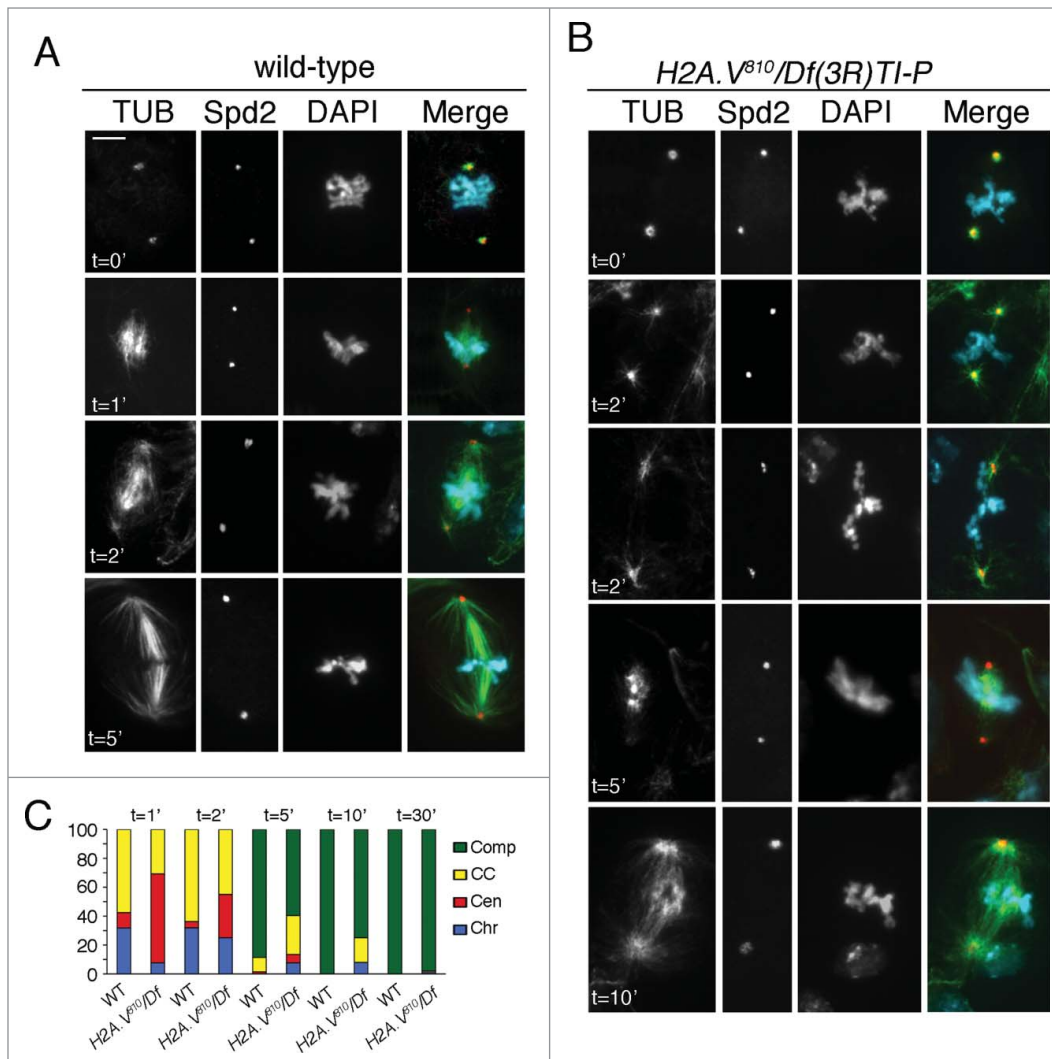 A
wild-type
TUB Spd2 DAPI Merge
t=0’
t=1’
t=2’
t=5’
B
H2A.V⁸¹⁰/Df(3R)TI-P
TUB Spd2 DAPI Merge
t=0’
t=2’
t=2’
t=5’
t=10’
C
t=1’ t=2’ t=5’ t=10’ t=30’
100
80
60
40
20
0
Comp
CC
Cen
Chr
WT H2A.V⁸¹⁰/Df WT H2A.V⁸¹⁰/Df WT H2A.V⁸¹⁰/Df WT H2A.V⁸¹⁰/Df WT H2A.V⁸¹⁰/Df